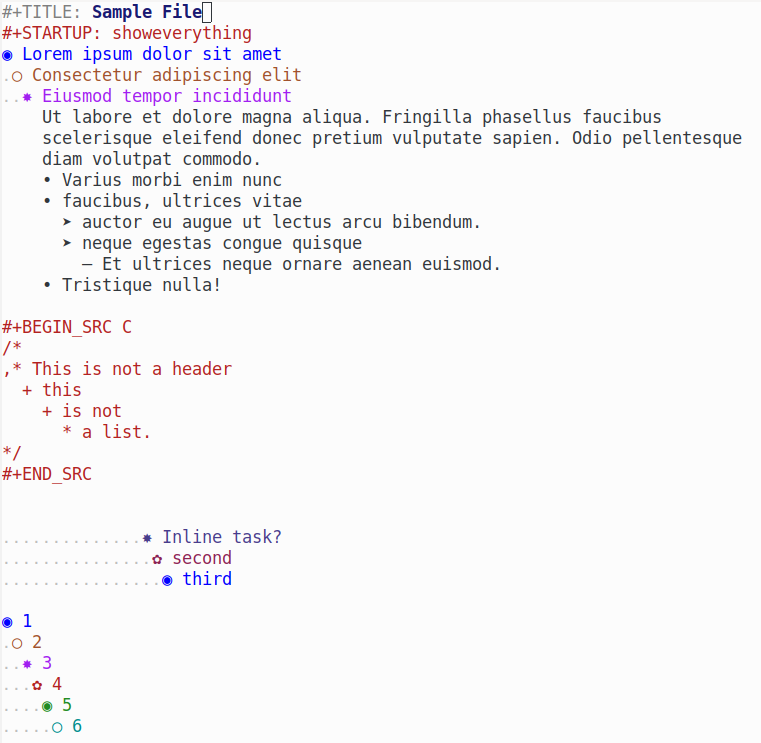 #+TITLE: Sample File
#+STARTUP: showeverything
◉ Lorem ipsum dolor sit amet
.○ Consectetur adipiscing elit
..✸ Eiusmod tempor incididunt
    Ut labore et dolore magna aliqua. Fringilla phasellus faucibus
    scelerisque eleifend donec pretium vulputate sapien. Odio pellentesque
    diam volutpat commodo.
    • Varius morbi enim nunc
    • faucibus, ultrices vitae
      ➤ auctor eu augue ut lectus arcu bibendum.
      ➤ neque egestas congue quisque
        – Et ultrices neque ornare aenean euismod.
    • Tristique nulla!

#+BEGIN_SRC C
/*
,* This is not a header
  + this
    + is not
      * a list.
*/
#+END_SRC


..............✸ Inline task?
...............✿ second
................◉ third

◉ 1
.○ 2
..✸ 3
...✿ 4
....◉ 5
.....○ 6